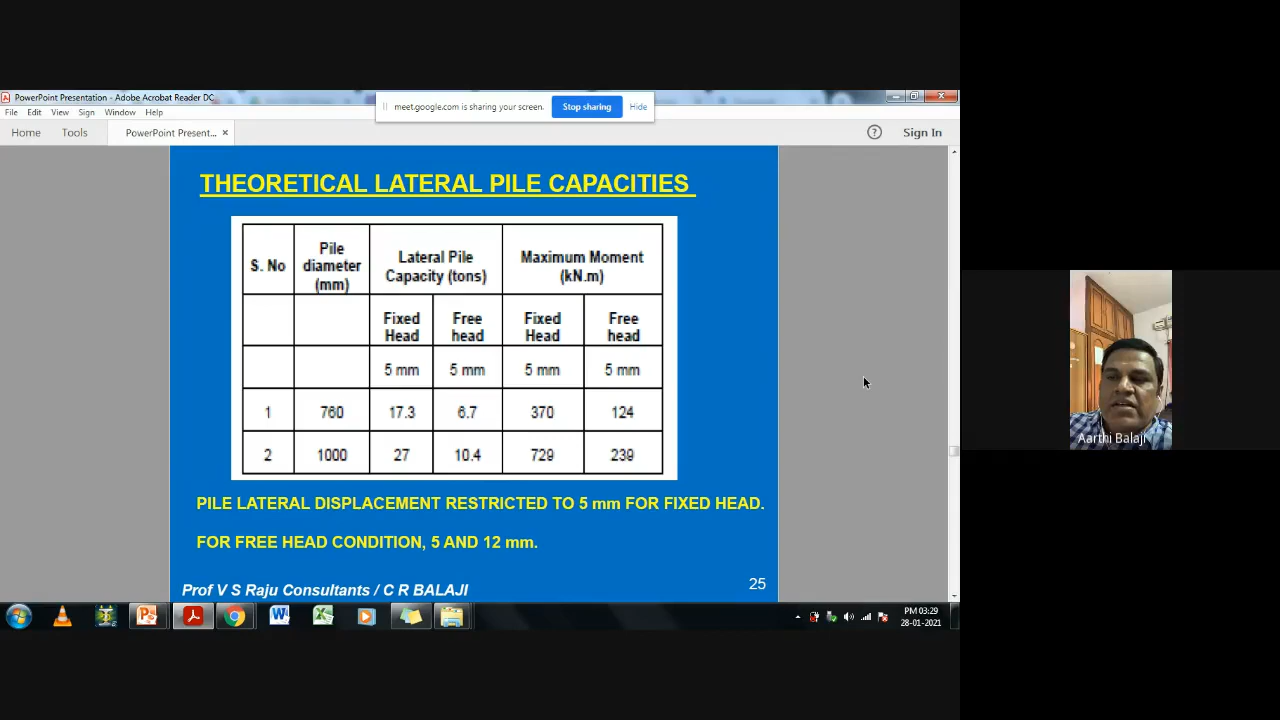 PowerPoint Presentation - Adobe Acrobat Reader DC
File Edit View Sign Window Help
meet.google.com is sharing your screen. Stop sharing Hide
Home Tools PowerPoint Present... × ? Sign In
THEORETICAL LATERAL PILE CAPACITIES
S. No Pile diameter (mm) Lateral Pile Capacity (tons) Maximum Moment (kN.m)
Fixed Head Free head Fixed Head Free head
5 mm 5 mm 5 mm 5 mm
1 760 17.3 6.7 370 124
2 1000 27 10.4 729 239
PILE LATERAL DISPLACEMENT RESTRICTED TO 5 mm FOR FIXED HEAD.
FOR FREE HEAD CONDITION, 5 AND 12 mm.
Prof V S Raju Consultants / C R BALAJI 25
PM 03:29
28-01-2021
Aarthi Balaji